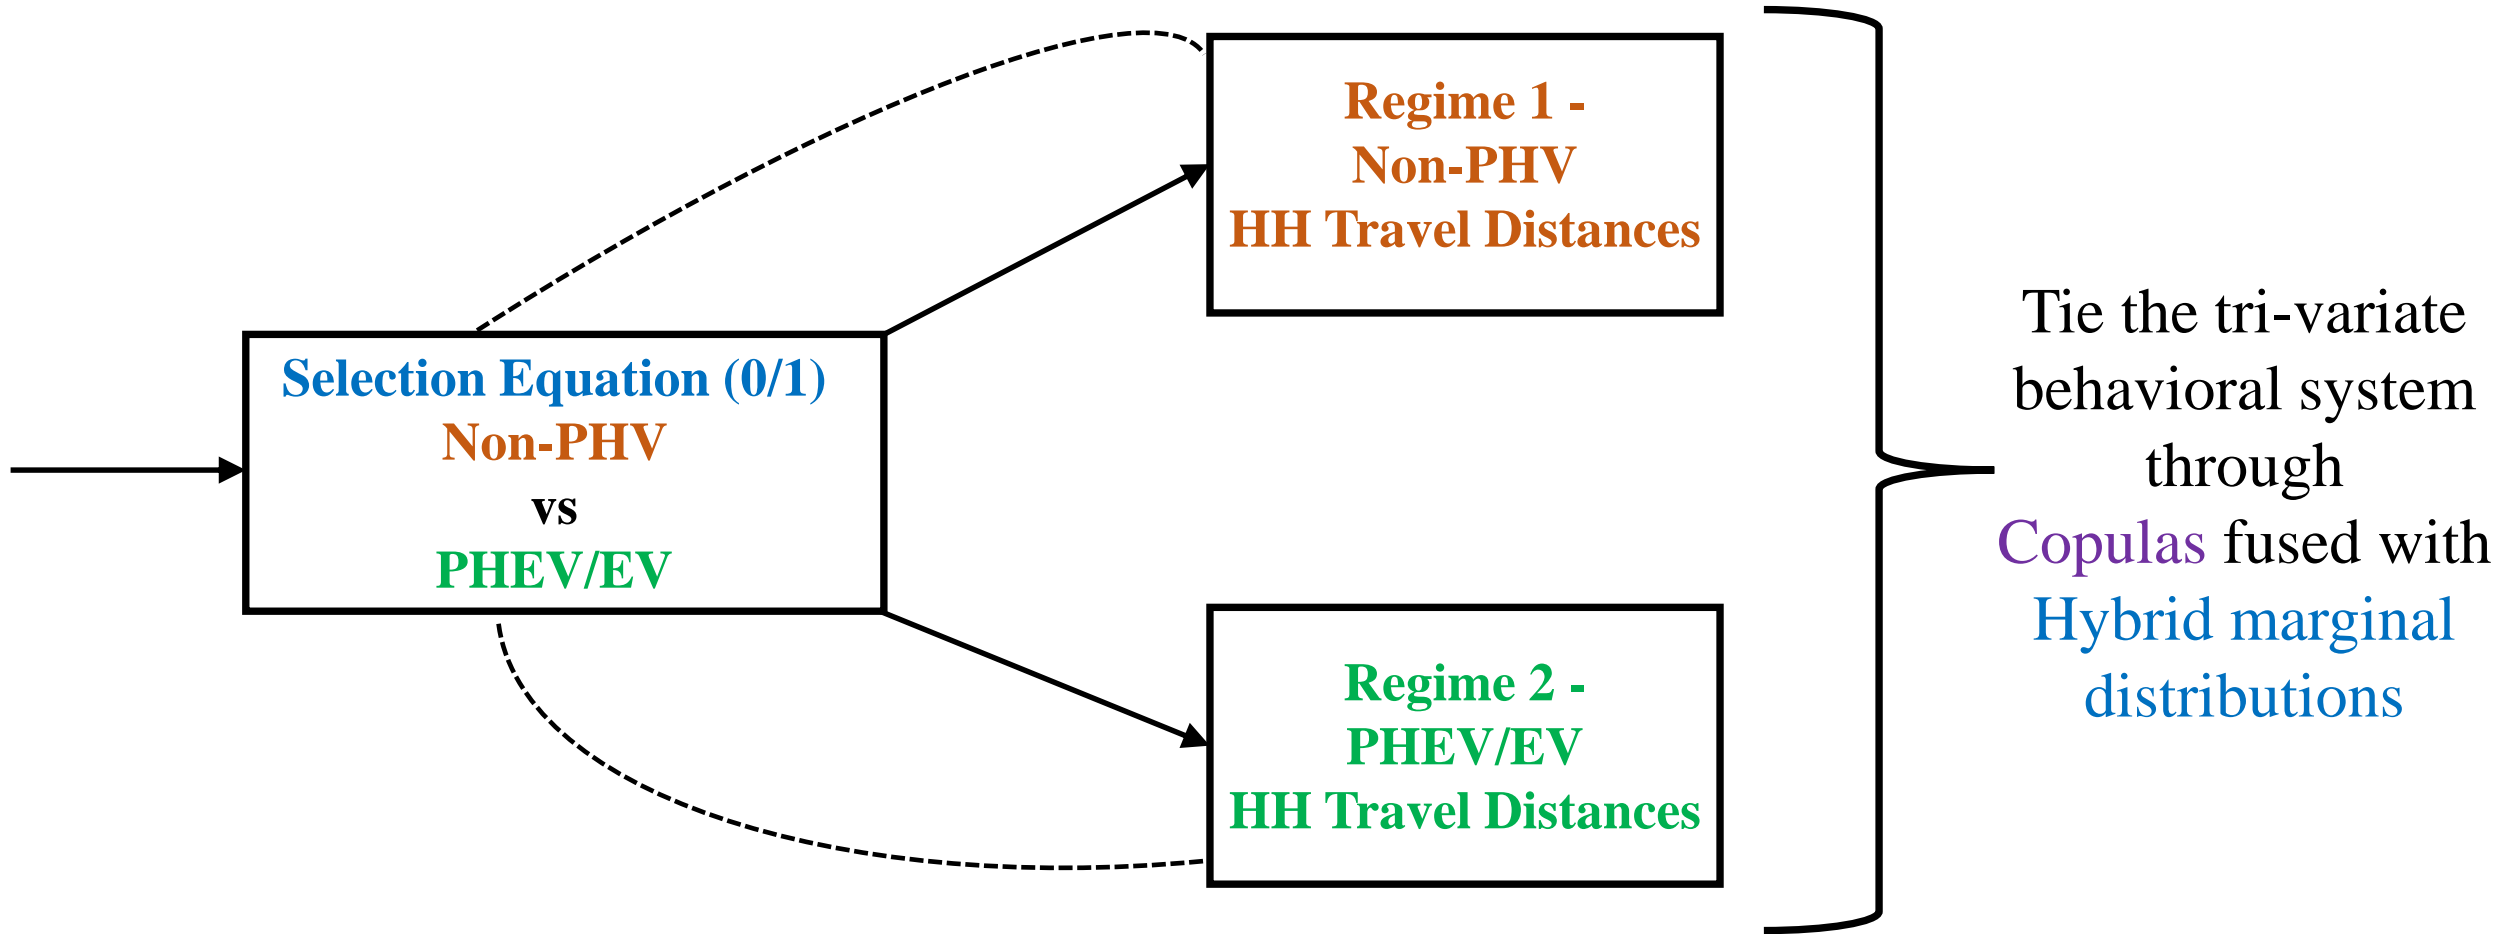 Selection Equation (0/1)
Non-PHV
vs
PHEV/EV
Regime 1 -
Non-PHV
HH Travel Distances
Regime 2 -
PHEV/EV
HH Travel Distances
Tie the tri-variate
behavioral system
through
Copulas fused with
Hybrid marginal
distributions